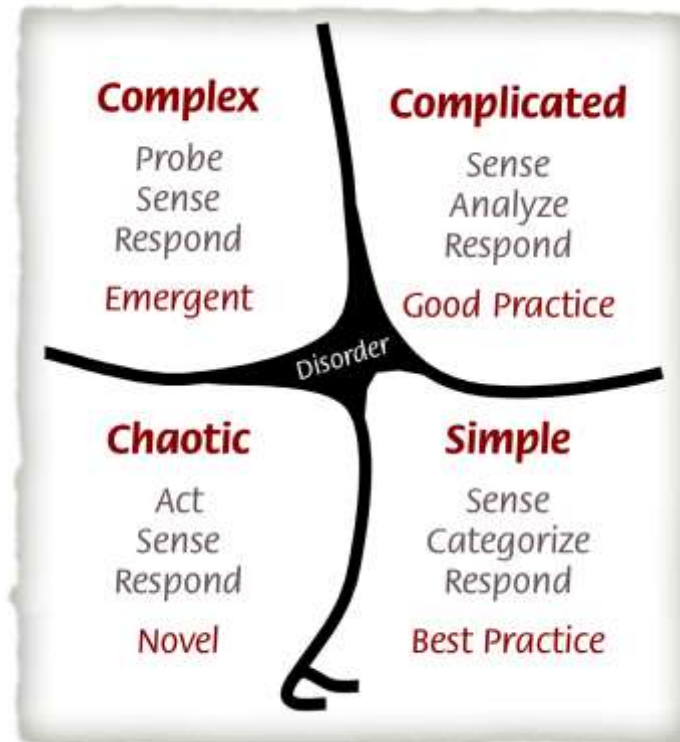 Complex
Probe
Sense
Respond
Emergent
Complicated
Sense
Analyze
Respond
Good Practice
Disorder
Chaotic
Act
Sense
Respond
Novel
Simple
Sense
Categorize
Respond
Best Practice